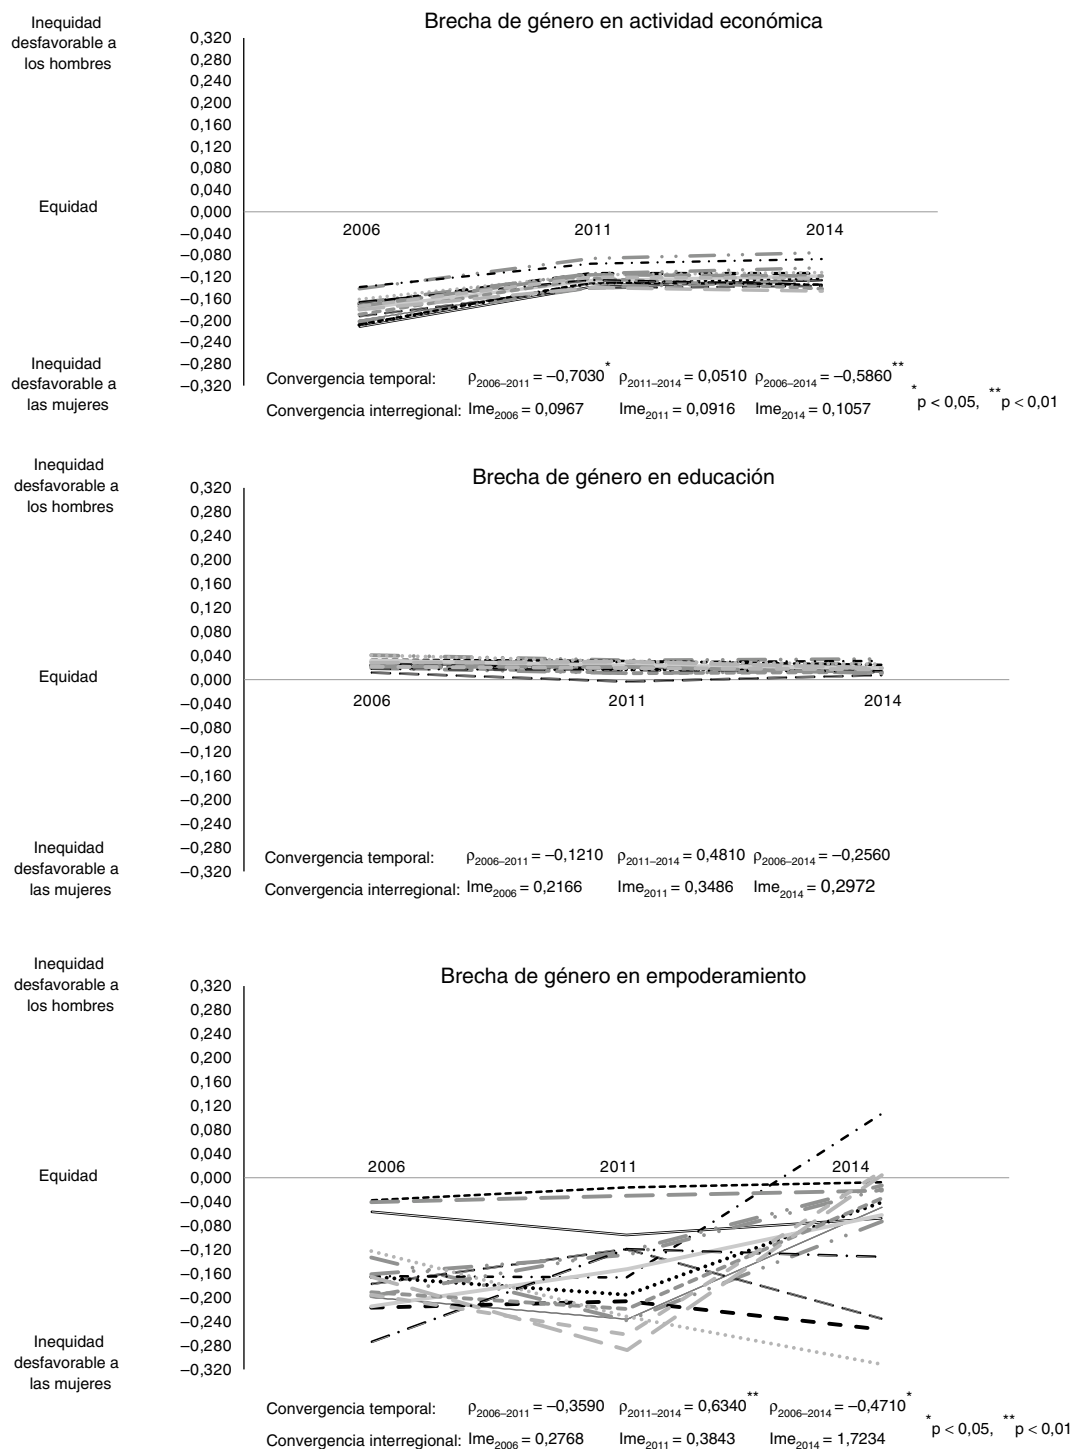 Brecha de género en actividad económica
Inequidad
desfavorable a
los hombres
0,320
0,280
0,240
0,200
0,160
0,120
0,080
0,040
Equidad
0,000
–0,040
–0,080
–0,120
–0,160
–0,200
–0,240
–0,280
–0,320
2006 2011 2014
Inequidad
desfavorable a
las mujeres
Convergencia temporal: ρ2006–2011 = –0,7030* ρ2011–2014 = 0,0510 ρ2006–2014 = –0,5860**
Convergencia interregional: Ime2006 = 0,0967 Ime2011 = 0,0916 Ime2014 = 0,1057
*p < 0,05, **p < 0,01
Brecha de género en educación
Inequidad
desfavorable a
los hombres
0,320
0,280
0,240
0,200
0,160
0,120
0,080
0,040
Equidad
0,000
–0,040
–0,080
–0,120
–0,160
–0,200
–0,240
–0,280
–0,320
2006 2011 2014
Inequidad
desfavorable a
las mujeres
Convergencia temporal: ρ2006–2011 = –0,1210 ρ2011–2014 = 0,4810 ρ2006–2014 = –0,2560
Convergencia interregional: Ime2006 = 0,2166 Ime2011 = 0,3486 Ime2014 = 0,2972
Brecha de género en empoderamiento
Inequidad
desfavorable a
los hombres
0,320
0,280
0,240
0,200
0,160
0,120
0,080
0,040
Equidad
0,000
–0,040
–0,080
–0,120
–0,160
–0,200
–0,240
–0,280
–0,320
2006 2011 2014
Inequidad
desfavorable a
las mujeres
Convergencia temporal: ρ2006–2011 = –0,3590 ρ2011–2014 = 0,6340** ρ2006–2014 = –0,4710*
Convergencia interregional: Ime2006 = 0,2768 Ime2011 = 0,3843 Ime2014 = 1,7234
*p < 0,05, **p < 0,01